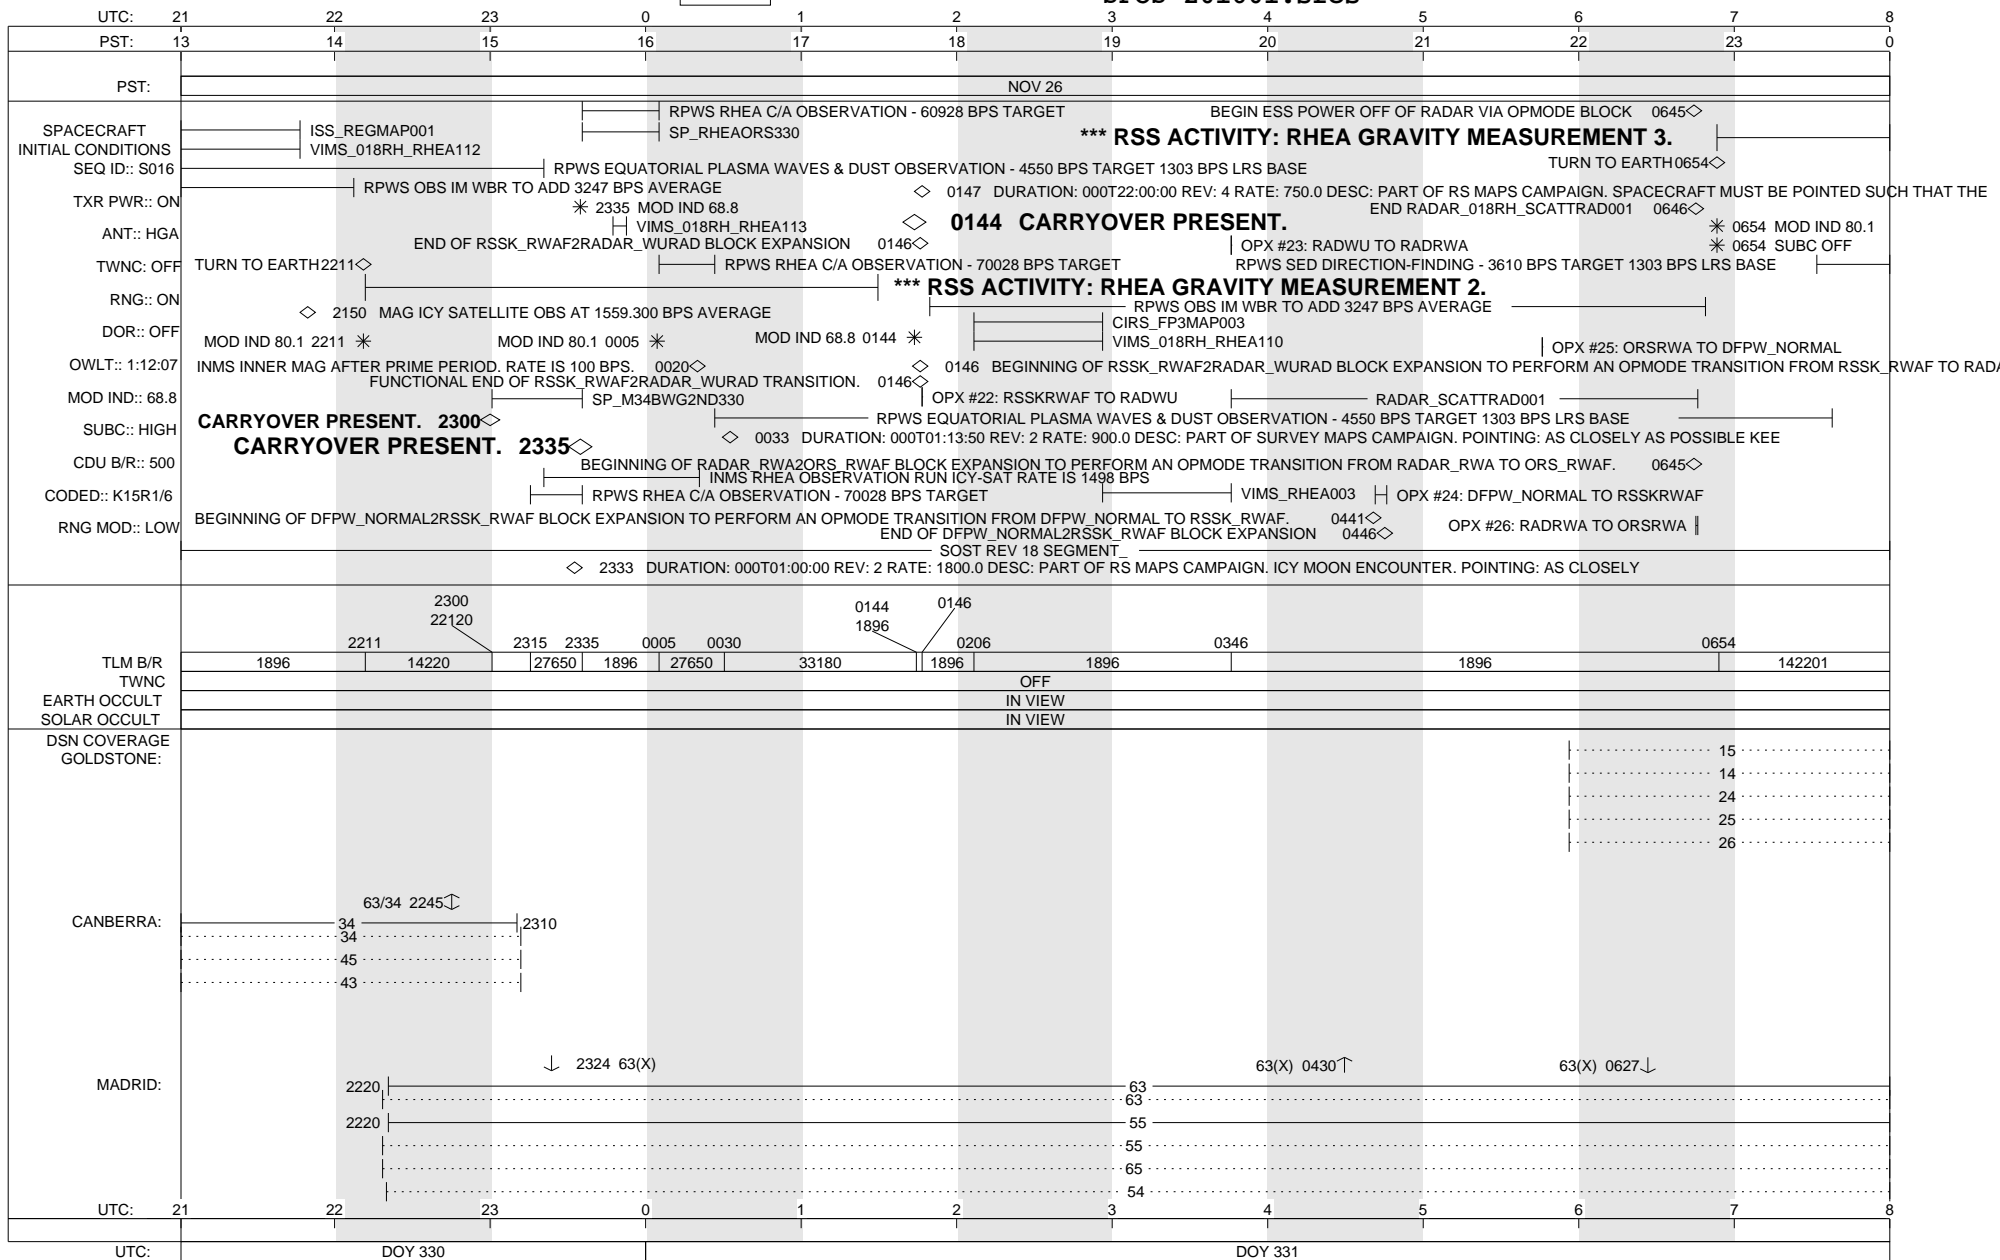 UTC: 21 22 23 0 1 2 3 4 5 6 7 8
PST: 13 14 15 16 17 18 19 20 21 22 23 0
PST: NOV 26
RPWS RHEA C/A OBSERVATION - 60928 BPS TARGET
BEGIN ESS POWER OFF OF RADAR VIA OPMODE BLOCK 0645
SPACECRAFT
INITIAL CONDITIONS
ISS_REGMAP001
SP_RHEAORS330
*** RSS ACTIVITY: RHEA GRAVITY MEASUREMENT 3.
VIMS_018RH_RHEA112
SEQ ID:: S016
RPWS EQUATORIAL PLASMA WAVES & DUST OBSERVATION - 4550 BPS TARGET 1303 BPS LRS BASE
TURN TO EARTH 0654
RPWS OBS IM WBR TO ADD 3247 BPS AVERAGE
0147 DURATION: 000T22:00:00 REV: 4 RATE: 750.0 DESC: PART OF RS MAPS CAMPAIGN. SPACECRAFT MUST BE POINTED SUCH THAT THE
TXR PWR:: ON
2335 MOD IND 68.8
END RADAR_018RH_SCATTRAD001 0646
VIMS_018RH_RHEA113
0144 CARRYOVER PRESENT.
0654 MOD IND 80.1
ANT:: HGA
END OF RSSK_RWAF2RADAR_WURAD BLOCK EXPANSION 0146
OPX #23: RADWU TO RADRWA
0654 SUBC OFF
TWNC: OFF
TURN TO EARTH 2211
RPWS RHEA C/A OBSERVATION - 70028 BPS TARGET
RPWS SED DIRECTION-FINDING - 3610 BPS TARGET 1303 BPS LRS BASE
*** RSS ACTIVITY: RHEA GRAVITY MEASUREMENT 2.
RNG:: ON
RPWS OBS IM WBR TO ADD 3247 BPS AVERAGE
2150 MAG ICY SATELLITE OBS AT 1559.300 BPS AVERAGE
CIRS_FP3MAP003
DOR:: OFF
MOD IND 80.1 2211
MOD IND 80.1 0005
MOD IND 68.8 0144
VIMS_018RH_RHEA110
OPX #25: ORSRWA TO DFPW_NORMAL
OWLT:: 1:12:07
INMS INNER MAG AFTER PRIME PERIOD. RATE IS 100 BPS. 0020
0146 BEGINNING OF RSSK_RWAF2RADAR_WURAD BLOCK EXPANSION TO PERFORM AN OPMODE TRANSITION FROM RSSK_RWAF TO RADA
FUNCTIONAL END OF RSSK_RWAF2RADAR_WURAD TRANSITION. 0146
MOD IND:: 68.8
SP_M34BWG2ND330
OPX #22: RSSKRWAF TO RADWU
RADAR_SCATTRAD001
CARRYOVER PRESENT. 2300
RPWS EQUATORIAL PLASMA WAVES & DUST OBSERVATION - 4550 BPS TARGET 1303 BPS LRS BASE
SUBC:: HIGH
0033 DURATION: 000T01:13:50 REV: 2 RATE: 900.0 DESC: PART OF SURVEY MAPS CAMPAIGN. POINTING: AS CLOSELY AS POSSIBLE KEE
CARRYOVER PRESENT. 2335
CDU B/R:: 500
BEGINNING OF RADAR_RWA2ORS_RWAF BLOCK EXPANSION TO PERFORM AN OPMODE TRANSITION FROM RADAR_RWA TO ORS_RWAF. 0645
INMS RHEA OBSERVATION RUN ICY-SAT RATE IS 1498 BPS
CODED:: K15R1/6
RPWS RHEA C/A OBSERVATION - 70028 BPS TARGET
VIMS_RHEA003
OPX #24: DFPW_NORMAL TO RSSKRWAF
BEGINNING OF DFPW_NORMAL2RSSK_RWAF BLOCK EXPANSION TO PERFORM AN OPMODE TRANSITION FROM DFPW_NORMAL TO RSSK_RWAF. 0441
RNG MOD:: LOW
OPX #26: RADRWA TO ORSRWA
END OF DFPW_NORMAL2RSSK_RWAF BLOCK EXPANSION 0446
SOST REV 18 SEGMENT_
2333 DURATION: 000T01:00:00 REV: 2 RATE: 1800.0 DESC: PART OF RS MAPS CAMPAIGN. ICY MOON ENCOUNTER. POINTING: AS CLOSELY
2300 0144 0146
22120 1896
2211 2315 2335 0005 0030 0206 0346 0654
TLM B/R 1896 14220 27650 1896 27650 33180 1896 1896 1896 142201
TWNC OFF
EARTH OCCULT IN VIEW
SOLAR OCCULT IN VIEW
DSN COVERAGE
GOLDSTONE:
15
14
24
25
26
63/34 2245
CANBERRA: 34 2310
34
45
43
2324 63(X) 63(X) 0430 63(X) 0627
MADRID: 2220 63
63
2220 55
55
65
54
UTC: 21 22 23 0 1 2 3 4 5 6 7 8
UTC: DOY 330 DOY 331